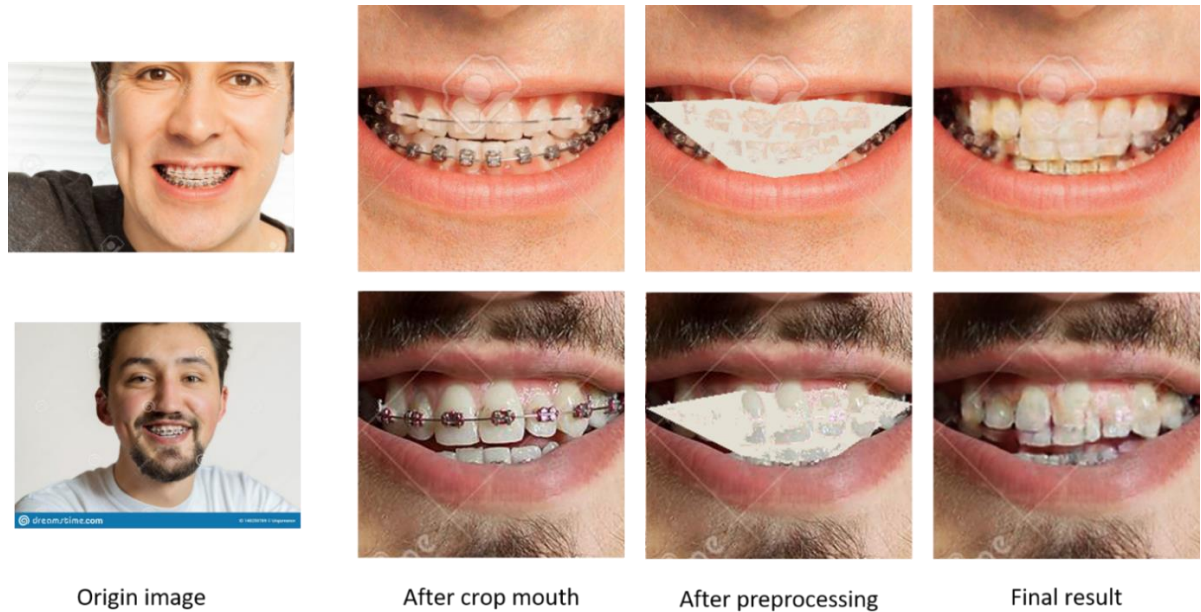 dreamstime.com
Origin image
After crop mouth
After preprocessing
Final result